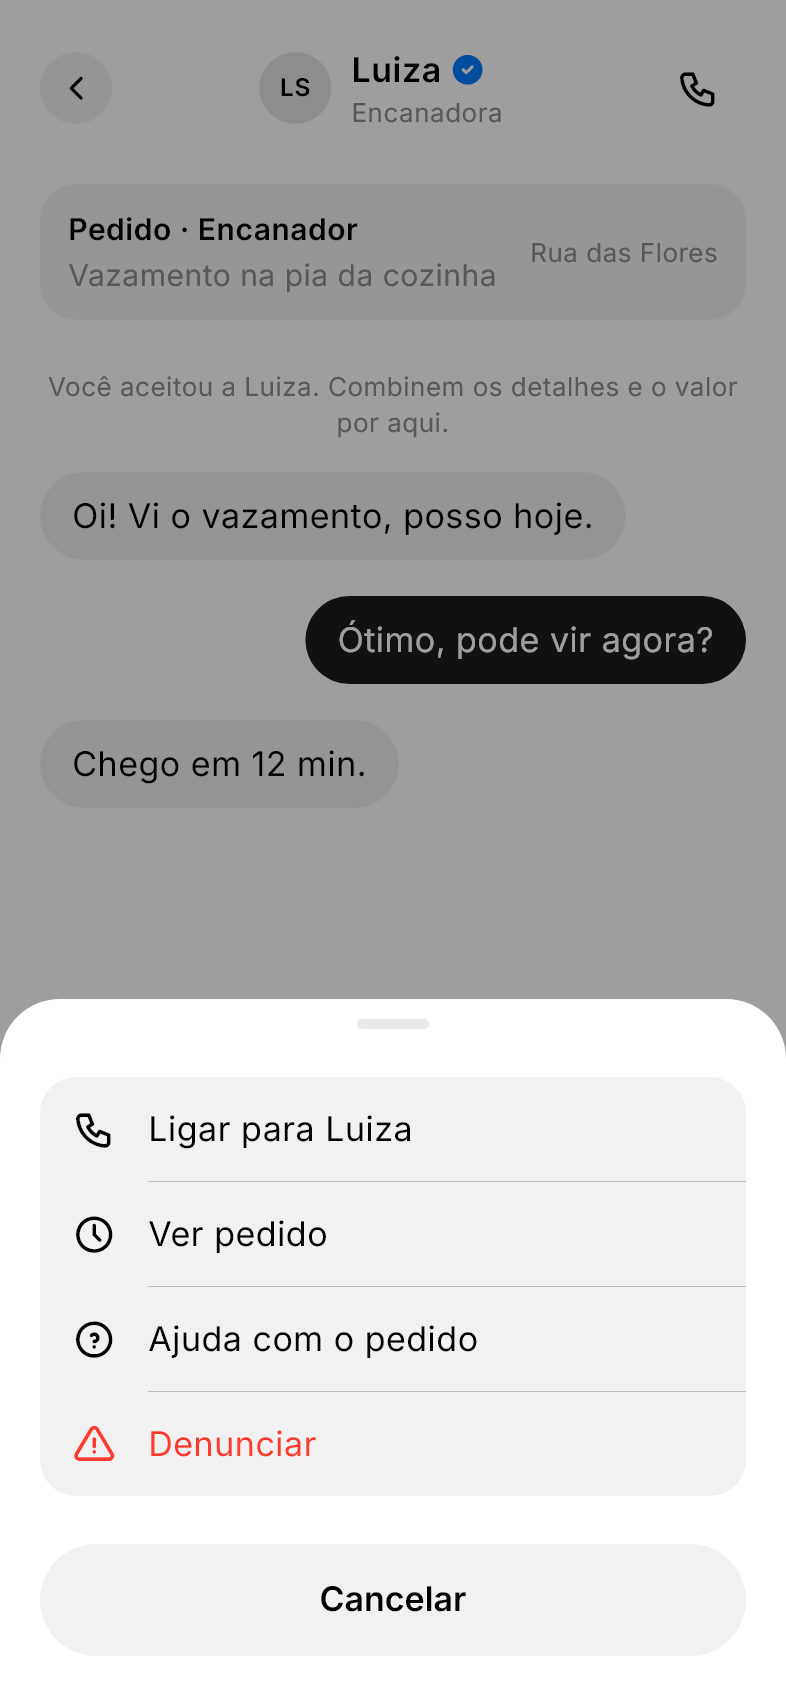 LS
Luiza
Encanadora
Pedido · Encanador
Vazamento na pia da cozinha
Rua das Flores
Você aceitou a Luiza. Combinem os detalhes e o valor
por aqui.
Oi! Vi o vazamento, posso hoje.
Ótimo, pode vir agora?
Chego em 12 min.
Ligar para Luiza
Ver pedido
Ajuda com o pedido
Denunciar
Cancelar